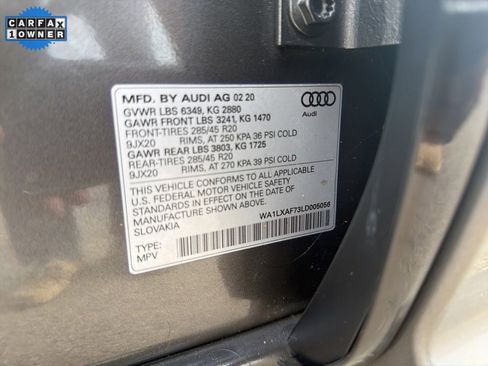 CARFAX
1 OWNER
MFD. BY AUDI AG 02 20
GVWR LBS 6349, KG 2880
GAWR FRONT LBS 3241, KG 1470
FRONT-TIRES 285/45 R20
9JX20 RIMS, AT 250 KPA 36 PSI COLD
GAWR REAR LBS 3803, KG 1725
REAR-TIRES 285/45 R20
9JX20 RIMS, AT 270 KPA 39 PSI COLD
THIS VEHICLE CONFORMS TO ALL APPLICABLE
U.S. FEDERAL MOTOR VEHICLE SAFETY
STANDARDS IN EFFECT ON THE DATE OF
MANUFACTURE SHOWN ABOVE.
SLOVAKIA
WA1LXAF73LD005056
TYPE:
MPV
Audi